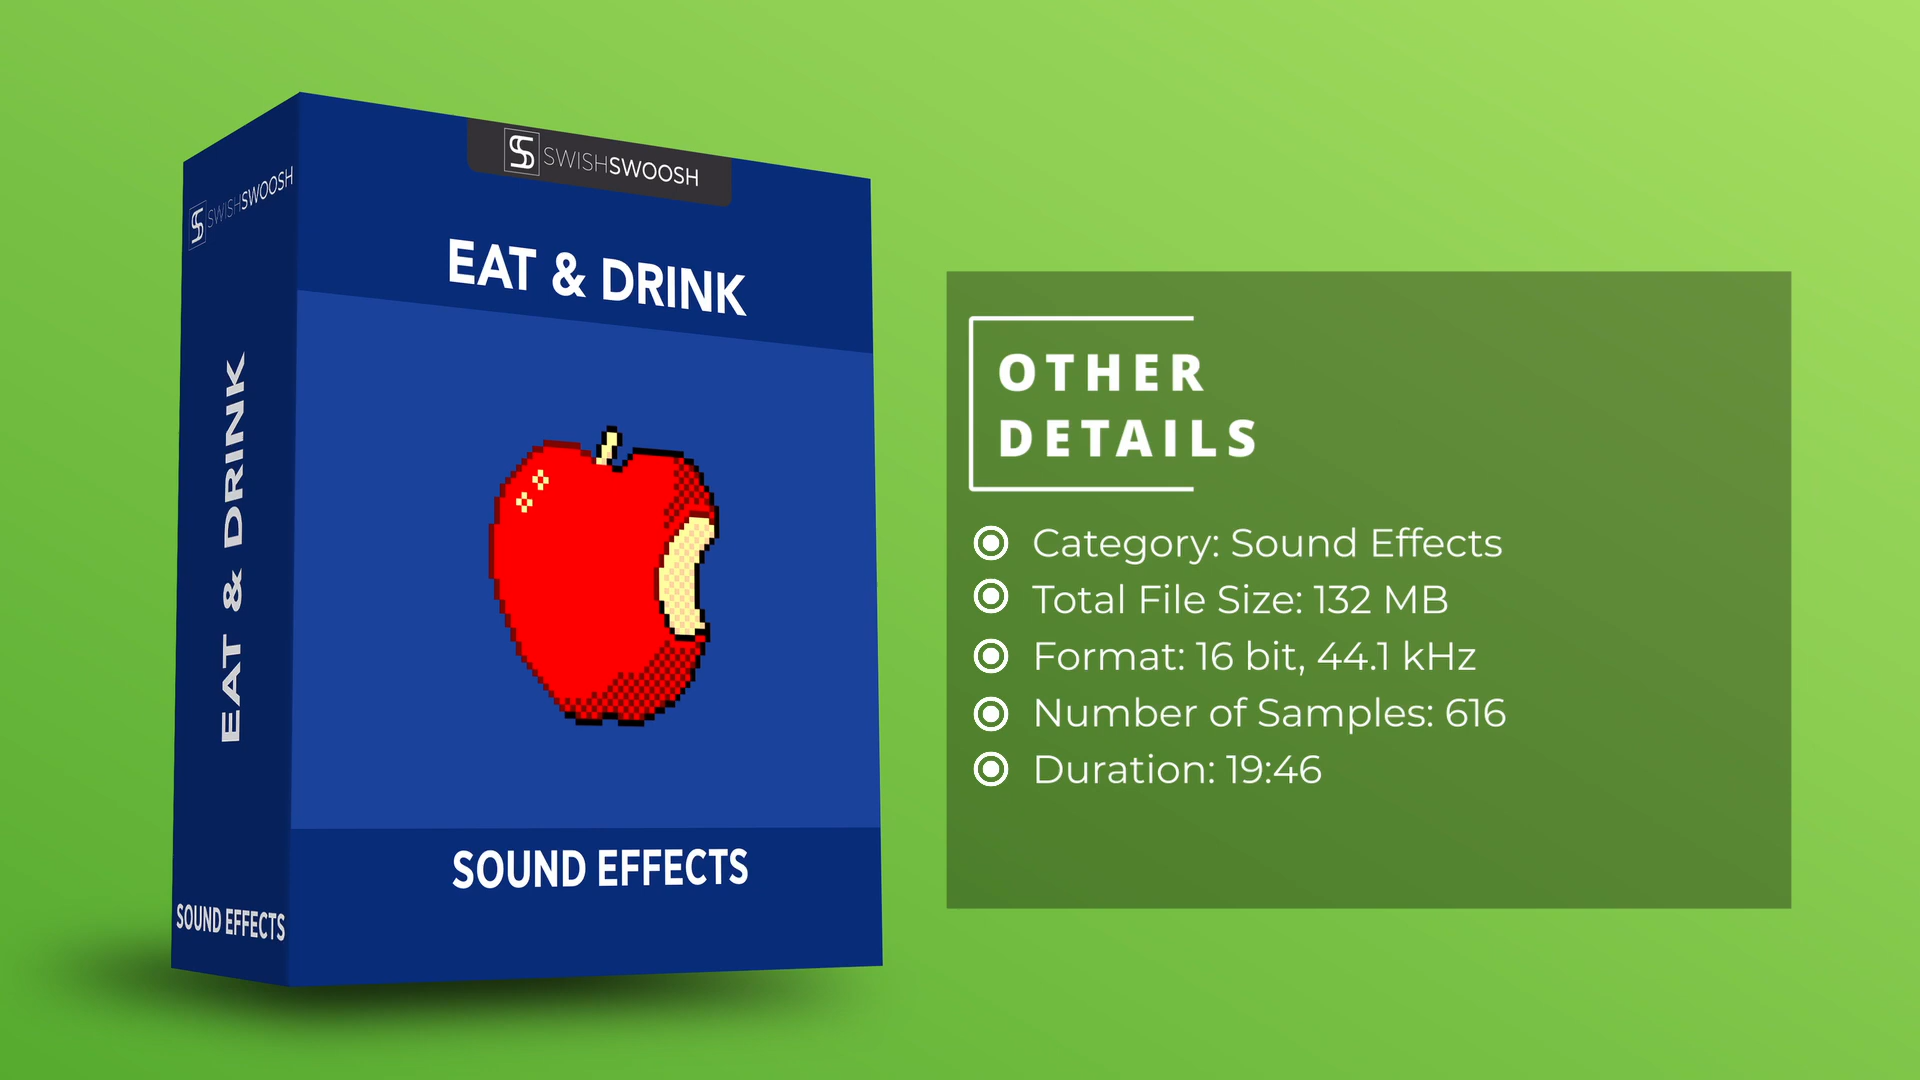 SWISHSWOOSH
EAT & DRINK
SOUND EFFECTS
SWISHSWOOSH
EAT & DRINK
SOUND EFFECTS
OTHER
DETAILS
Category: Sound Effects
Total File Size: 132 MB
Format: 16 bit, 44.1 kHz
Number of Samples: 616
Duration: 19:46